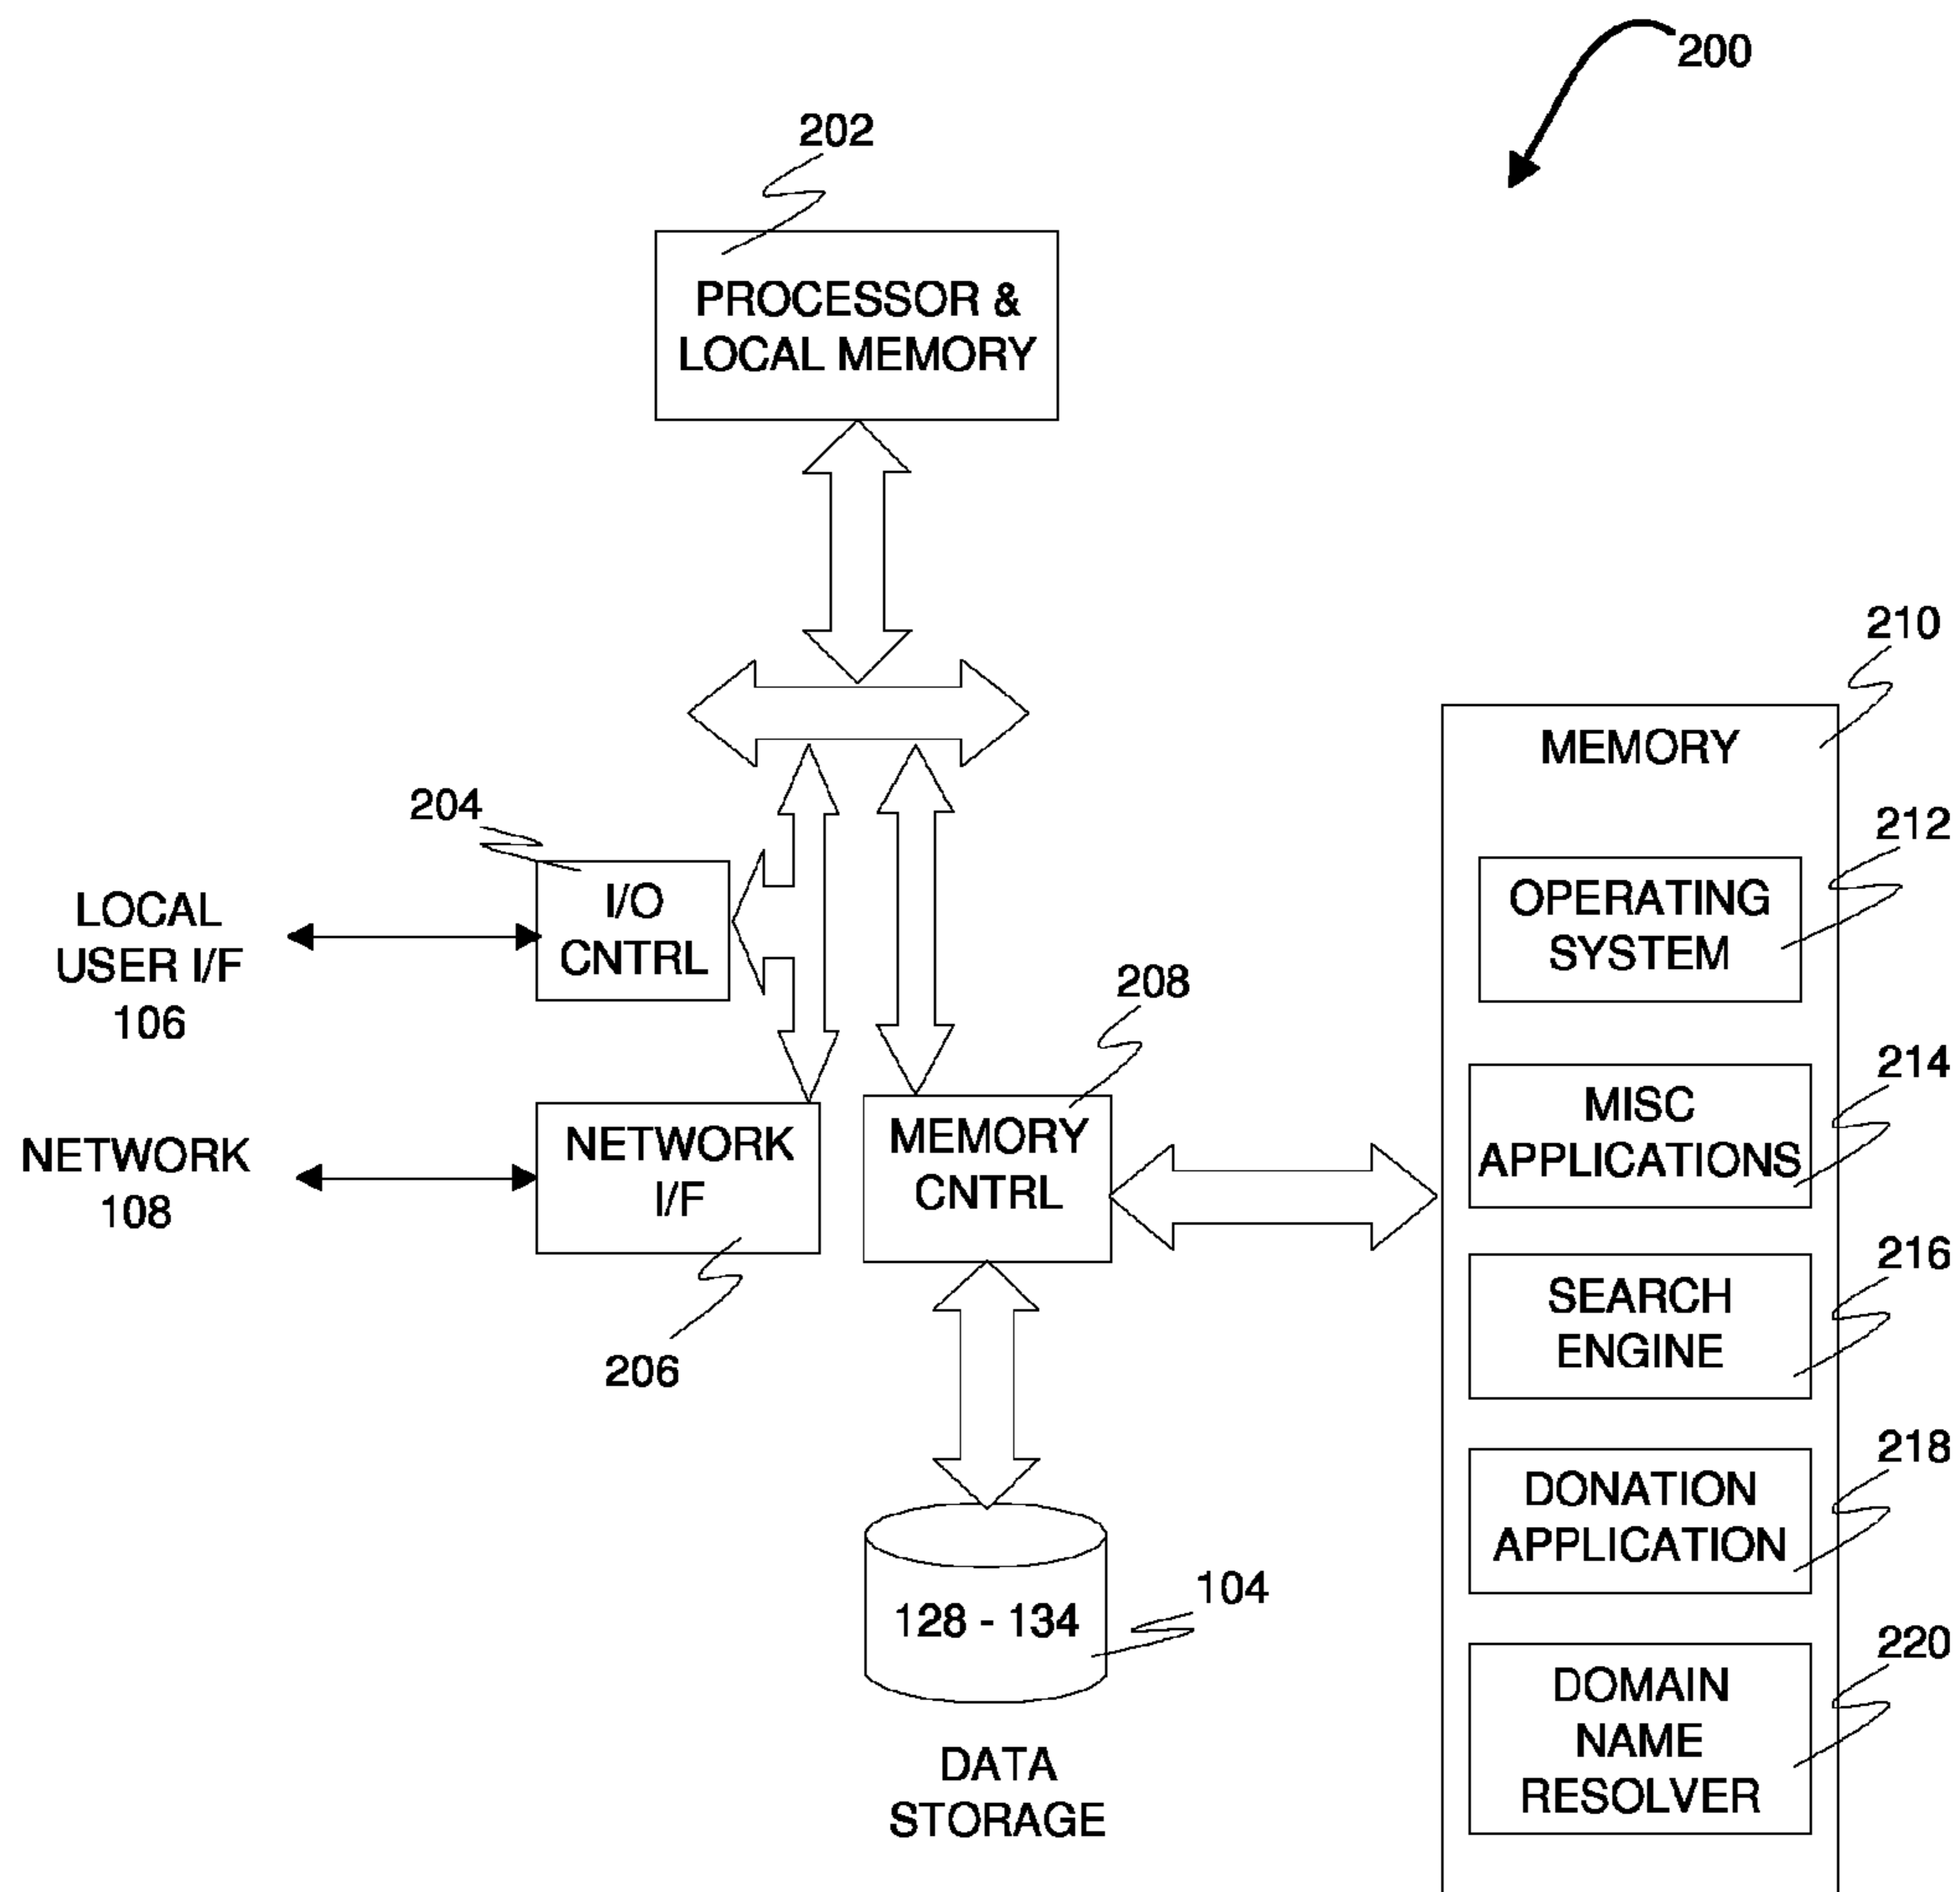 200
202
PROCESSOR &
LOCAL MEMORY
210
MEMORY
204
212
I/O
CNTRL
LOCAL
USER I/F
106
OPERATING
SYSTEM
208
214
NETWORK
108
NETWORK
I/F
MEMORY
CNTRL
MISC
APPLICATIONS
206
216
SEARCH
ENGINE
218
DONATION
APPLICATION
104
128 - 134
220
DOMAIN
NAME
RESOLVER
DATA
STORAGE